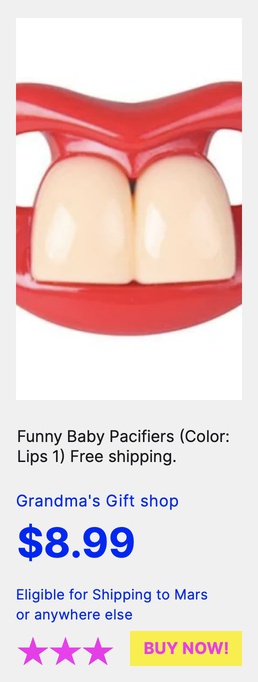 Funny Baby Pacifiers (Color:
Lips 1) Free shipping.
Grandma's Gift shop
$8.99
Eligible for Shipping to Mars
or anywhere else
BUY NOW!